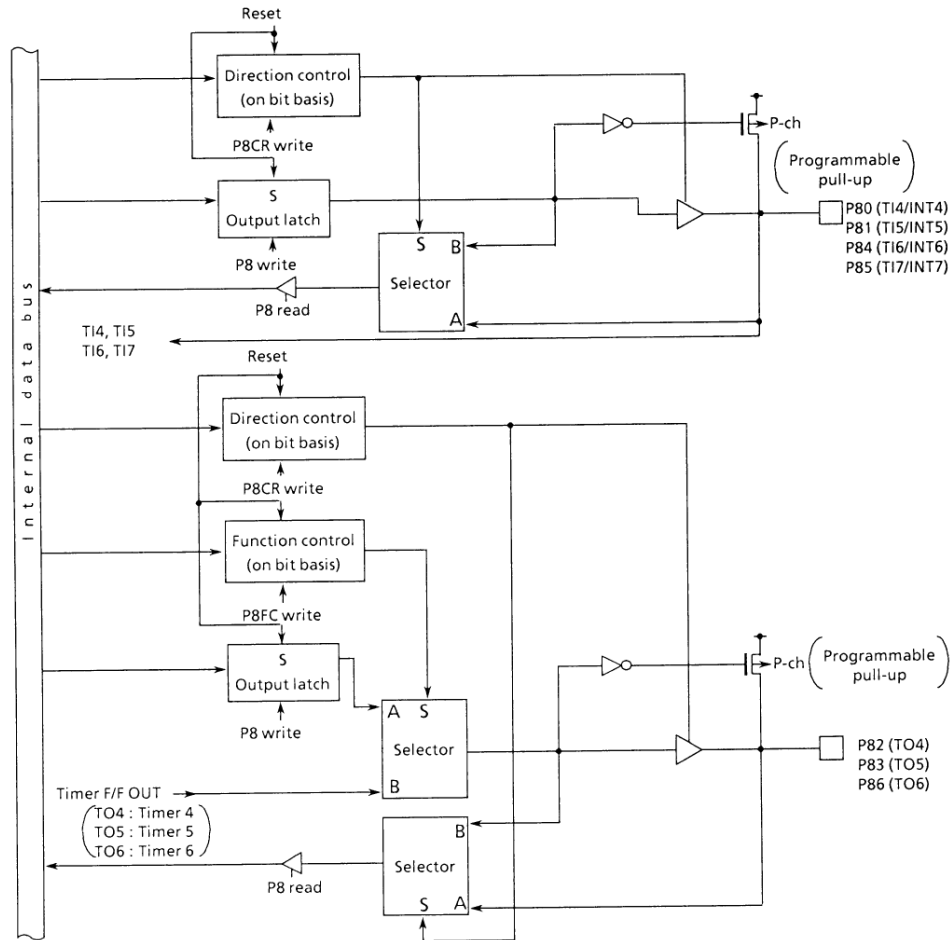 Reset
Direction control
(on bit basis)
P8CR write
S
Output latch
P8 write
P-ch
(Programmable
pull-up)
P80 (TI4/INT4)
P81 (TI5/INT5)
P84 (TI6/INT6)
P85 (TI7/INT7)
S
B
Selector
A
P8 read
TI4, TI5
TI6, TI7
Internal data bus
Reset
Direction control
(on bit basis)
P8CR write
Function control
(on bit basis)
P8FC write
S
Output latch
P8 write
A S
Selector
B
P-ch
(Programmable
pull-up)
P82 (TO4)
P83 (TO5)
P86 (TO6)
Timer F/F OUT
(TO4 : Timer 4
TO5 : Timer 5
TO6 : Timer 6)
B
Selector
S A
P8 read